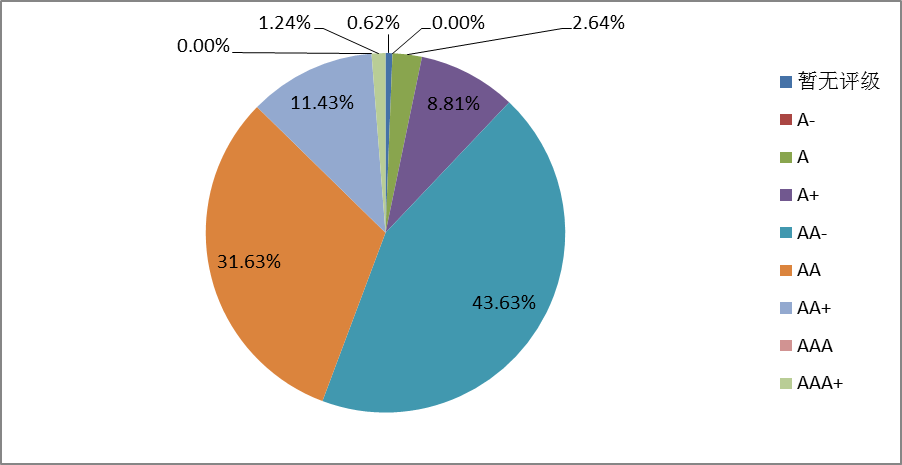 1.24% 0.62% 0.00% 2.64%
0.00%
11.43% 8.81%
31.63%
43.63%
暂无评级
A-
A
A+
AA-
AA
AA+
AAA
AAA+